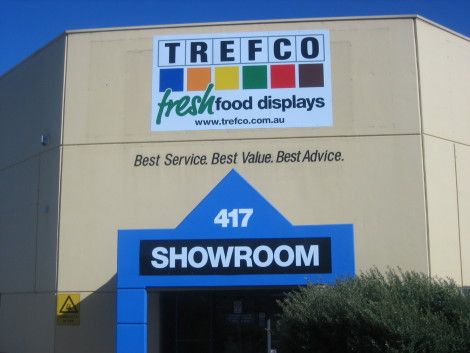 TREFCO
fresh food displays
www.trefco.com.au
Best Service. Best Value. Best Advice.
417
SHOWROOM